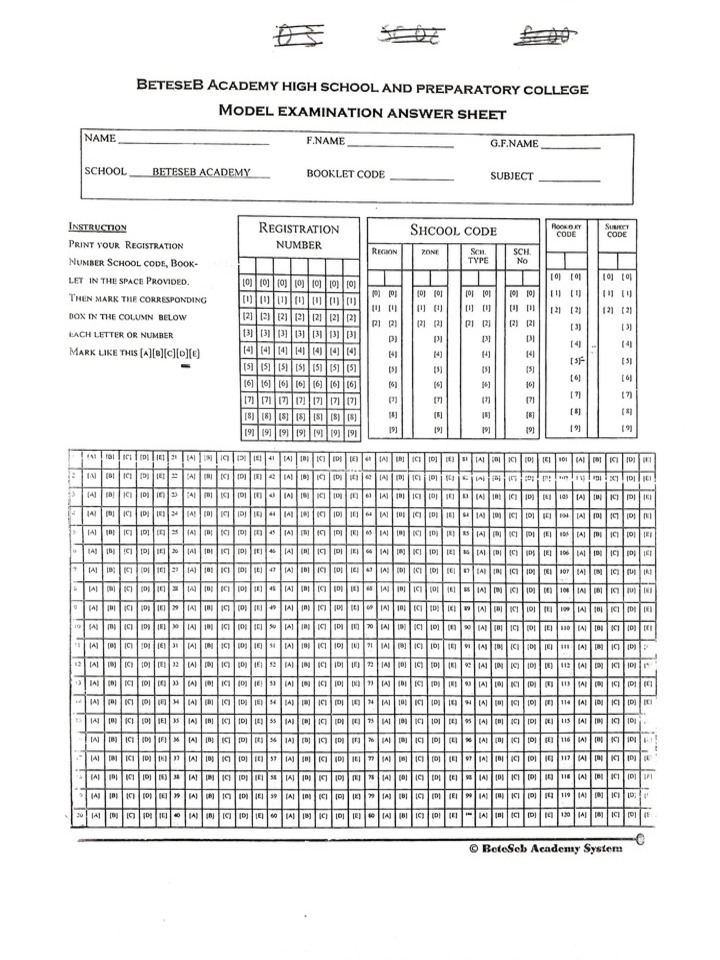 BETESEB ACADEMY HIGH SCHOOL AND PREPARATORY COLLEGE
MODEL EXAMINATION ANSWER SHEET
NAME F.NAME G.F.NAME
SCHOOL BETESEB ACADEMY BOOKLET CODE SUBJECT
INSTRUCTION
PRINT YOUR REGISTRATION
NUMBER SCHOOL CODE, BOOK-
LET IN THE SPACE PROVIDED.
THEN MARK THE CORRESPONDING
BOX IN THE COLUMN BELOW
EACH LETTER OR NUMBER
MARK LIKE THIS [A][B][C][D][E]
REGISTRATION
NUMBER
[0] [0] [0] [0] [0] [0] [0]
[1] [1] [1] [1] [1] [1] [1]
[2] [2] [2] [2] [2] [2] [2]
[3] [3] [3] [3] [3] [3] [3]
[4] [4] [4] [4] [4] [4] [4]
[5] [5] [5] [5] [5] [5] [5]
[6] [6] [6] [6] [6] [6] [6]
[7] [7] [7] [7] [7] [7] [7]
[8] [8] [8] [8] [8] [8] [8]
[9] [9] [9] [9] [9] [9] [9]
SHCOOL CODE
REGION ZONE SCH. TYPE SCH. No
[0] [0] [0] [0] [0] [0] [0] [0]
[1] [1] [1] [1] [1] [1] [1] [1]
[2] [2] [2] [2] [2] [2] [2] [2]
[3] [3] [3] [3]
[4] [4] [4] [4]
[5] [5] [5] [5]
[6] [6] [6] [6]
[7] [7] [7] [7]
[8] [8] [8] [8]
[9] [9] [9] [9]
BOOKLET
CODE
[0] [0]
[1] [1]
[2] [2]
[3]
[4]
[5]
[6]
[7]
[8]
[9]
SUBJECT
CODE
[0] [0]
[1] [1]
[2] [2]
[3]
[4]
[5]
[6]
[7]
[8]
[9]
[A] [B] [C] [D] [E] 21 [A] [B] [C] [D] [E] 41 [A] [B] [C] [D] [E] 61 [A] [B] [C] [D] [E] 81 [A] [B] [C] [D] [E] 101 [A] [B] [C] [D] [E]
2 [A] [B] [C] [D] [E] 22 [A] [B] [C] [D] [E] 42 [A] [B] [C] [D] [E] 62 [A] [B] [C] [D] [E] 82 [A] [B] [C] [D] [E] 102 [A] [B] [C] [D] [E]
3 [A] [B] [C] [D] [E] 23 [A] [B] [C] [D] [E] 43 [A] [B] [C] [D] [E] 63 [A] [B] [C] [D] [E] 83 [A] [B] [C] [D] [E] 103 [A] [B] [C] [D] [E]
4 [A] [B] [C] [D] [E] 24 [A] [B] [C] [D] [E] 44 [A] [B] [C] [D] [E] 64 [A] [B] [C] [D] [E] 84 [A] [B] [C] [D] [E] 104 [A] [B] [C] [D] [E]
5 [A] [B] [C] [D] [E] 25 [A] [B] [C] [D] [E] 45 [A] [B] [C] [D] [E] 65 [A] [B] [C] [D] [E] 85 [A] [B] [C] [D] [E] 105 [A] [B] [C] [D] [E]
6 [A] [B] [C] [D] [E] 26 [A] [B] [C] [D] [E] 46 [A] [B] [C] [D] [E] 66 [A] [B] [C] [D] [E] 86 [A] [B] [C] [D] [E] 106 [A] [B] [C] [D] [E]
7 [A] [B] [C] [D] [E] 27 [A] [B] [C] [D] [E] 47 [A] [B] [C] [D] [E] 67 [A] [B] [C] [D] [E] 87 [A] [B] [C] [D] [E] 107 [A] [B] [C] [D] [E]
8 [A] [B] [C] [D] [E] 28 [A] [B] [C] [D] [E] 48 [A] [B] [C] [D] [E] 68 [A] [B] [C] [D] [E] 88 [A] [B] [C] [D] [E] 108 [A] [B] [C] [D] [E]
9 [A] [B] [C] [D] [E] 29 [A] [B] [C] [D] [E] 49 [A] [B] [C] [D] [E] 69 [A] [B] [C] [D] [E] 89 [A] [B] [C] [D] [E] 109 [A] [B] [C] [D] [E]
10 [A] [B] [C] [D] [E] 30 [A] [B] [C] [D] [E] 50 [A] [B] [C] [D] [E] 70 [A] [B] [C] [D] [E] 90 [A] [B] [C] [D] [E] 110 [A] [B] [C] [D] [E]
11 [A] [B] [C] [D] [E] 31 [A] [B] [C] [D] [E] 51 [A] [B] [C] [D] [E] 71 [A] [B] [C] [D] [E] 91 [A] [B] [C] [D] [E] 111 [A] [B] [C] [D]
12 [A] [B] [C] [D] [E] 32 [A] [B] [C] [D] [E] 52 [A] [B] [C] [D] [E] 72 [A] [B] [C] [D] [E] 92 [A] [B] [C] [D] [E] 112 [A] [B] [C] [D]
13 [A] [B] [C] [D] [E] 33 [A] [B] [C] [D] [E] 53 [A] [B] [C] [D] [E] 73 [A] [B] [C] [D] [E] 93 [A] [B] [C] [D] [E] 113 [A] [B] [C] [D] [E]
[A] [B] [C] [D] [E] 34 [A] [B] [C] [D] [E] 54 [A] [B] [C] [D] [E] 74 [A] [B] [C] [D] [E] 94 [A] [B] [C] [D] [E] 114 [A] [B] [C] [D] [E]
[A] [B] [C] [D] [E] 35 [A] [B] [C] [D] [E] 55 [A] [B] [C] [D] [E] 75 [A] [B] [C] [D] [E] 95 [A] [B] [C] [D] [E] 115 [A] [B] [C] [D]
[A] [B] [C] [D] [E] 36 [A] [B] [C] [D] [E] 56 [A] [B] [C] [D] [E] 76 [A] [B] [C] [D] [E] 96 [A] [B] [C] [D] [E] 116 [A] [B] [C] [D]
[A] [B] [C] [D] [E] 37 [A] [B] [C] [D] [E] 57 [A] [B] [C] [D] [E] 77 [A] [B] [C] [D] [E] 97 [A] [B] [C] [D] [E] 117 [A] [B] [C] [D] [E]
[A] [B] [C] [D] [E] 38 [A] [B] [C] [D] [E] 58 [A] [B] [C] [D] [E] 78 [A] [B] [C] [D] [E] 98 [A] [B] [C] [D] [E] 118 [A] [B] [C] [D] [E]
[A] [B] [C] [D] [E] 39 [A] [B] [C] [D] [E] 59 [A] [B] [C] [D] [E] 79 [A] [B] [C] [D] [E] 99 [A] [B] [C] [D] [E] 119 [A] [B] [C] [D]
20 [A] [B] [C] [D] [E] 40 [A] [B] [C] [D] [E] 60 [A] [B] [C] [D] [E] 80 [A] [B] [C] [D] [E] [A] [B] [C] [D] [E] 120 [A] [B] [C] [D] [E
© BeteSeb Academy System